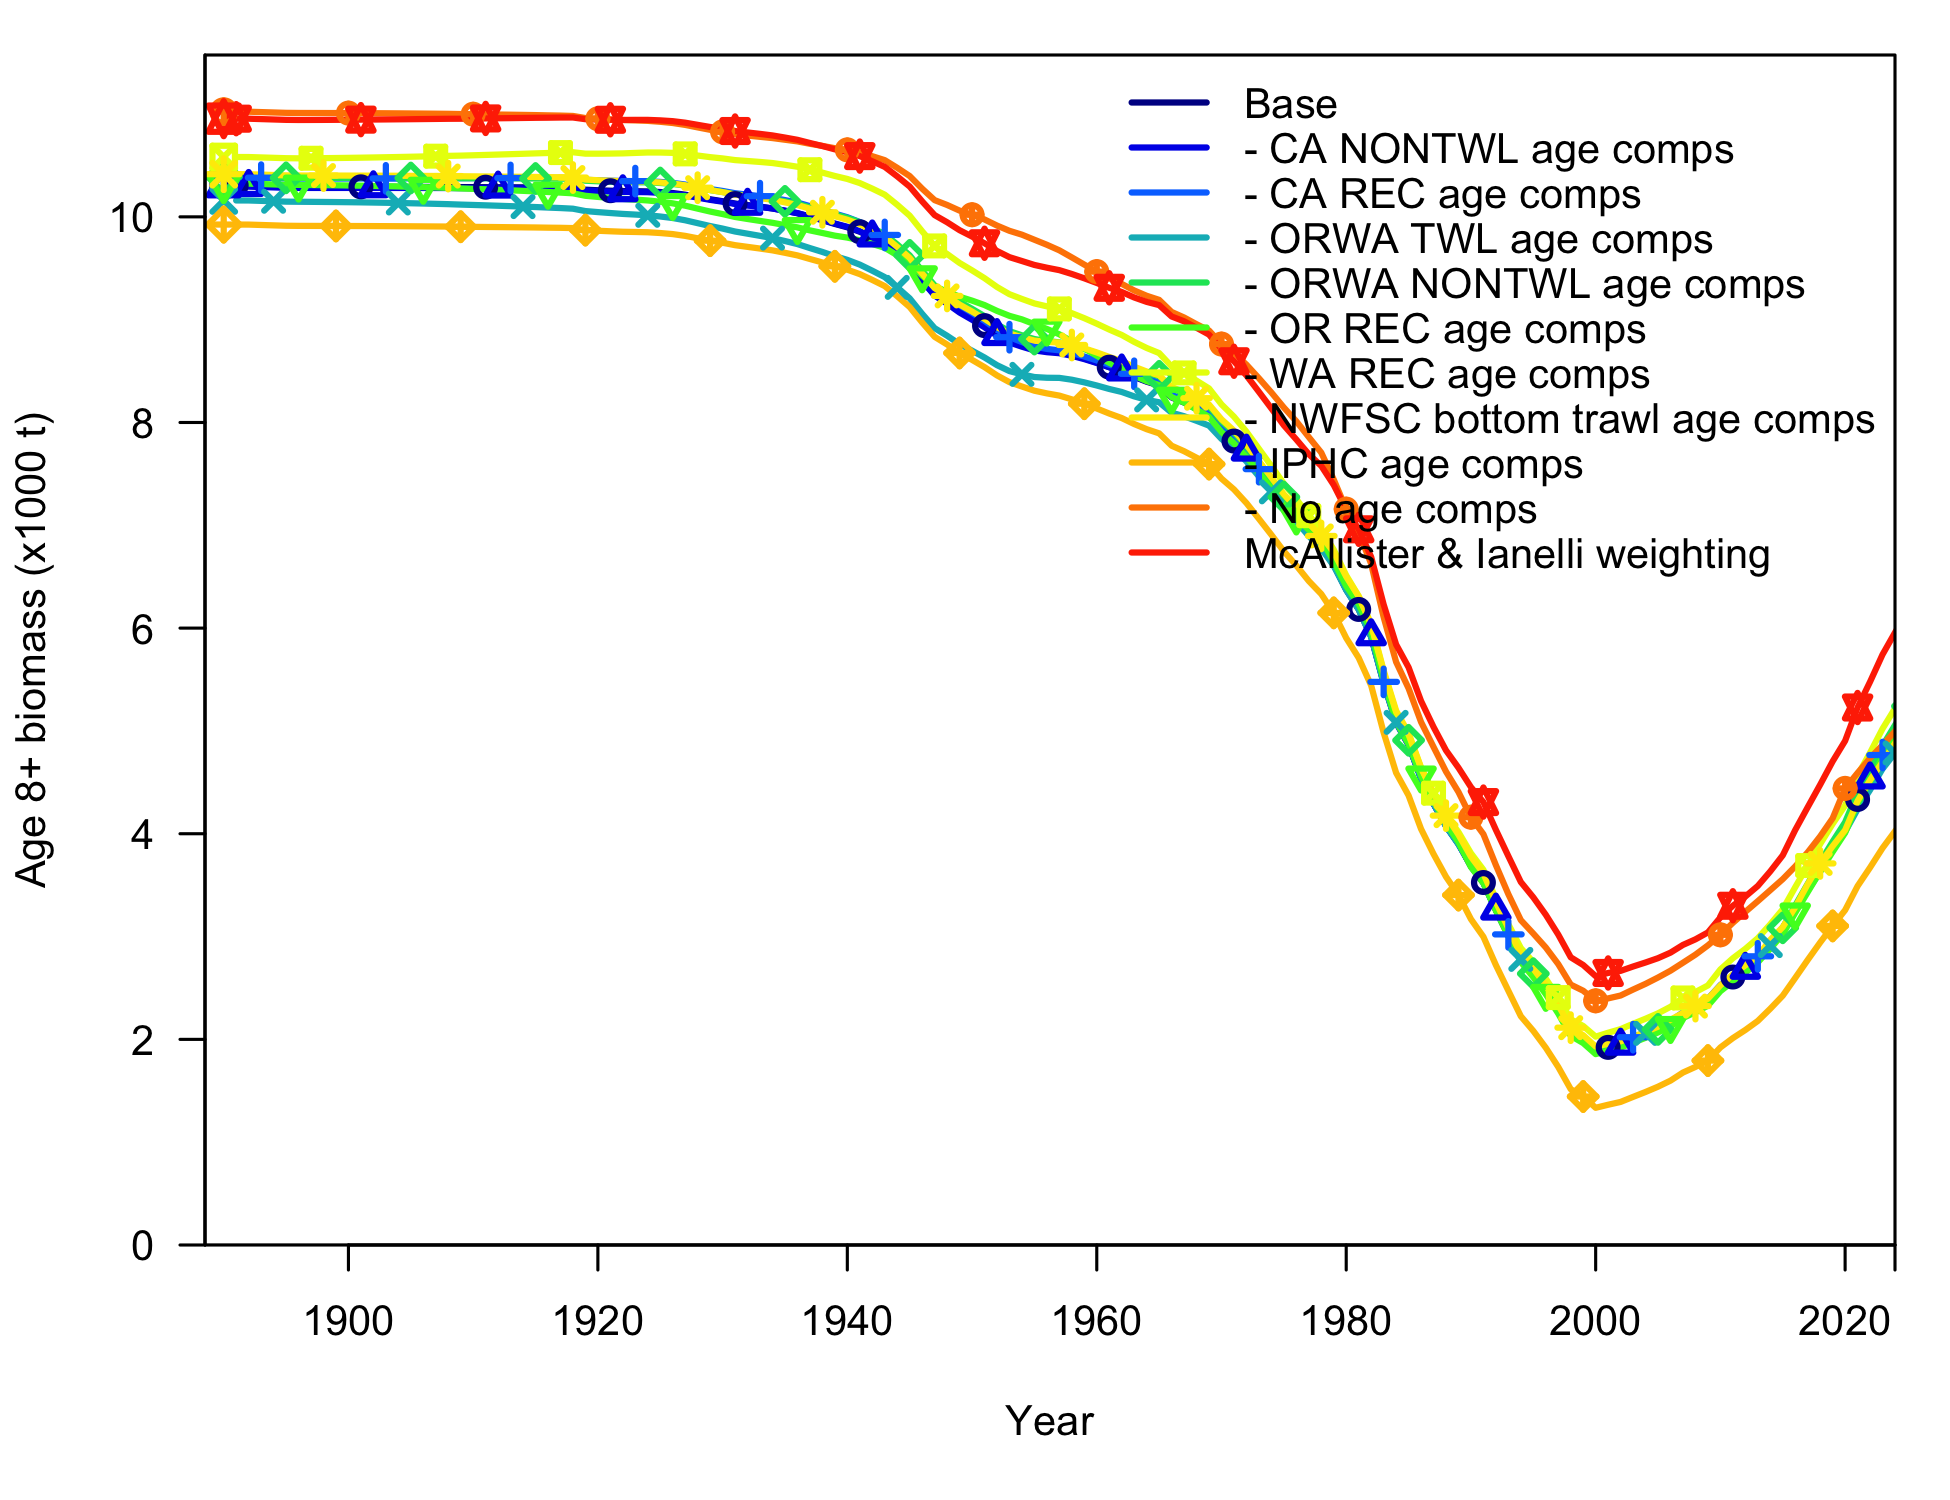 Base
- CA NONTWL age comps
- CA REC age comps
- ORWA TWL age comps
- ORWA NONTWL age comps
- OR REC age comps
- WA REC age comps
- NWFSC bottom trawl age comps
- IPHC age comps
- No age comps
McAllister & Ianelli weighting
Age 8+ biomass (x1000 t)
10
8
6
4
2
0
1900 1920 1940 1960 1980 2000 2020
Year